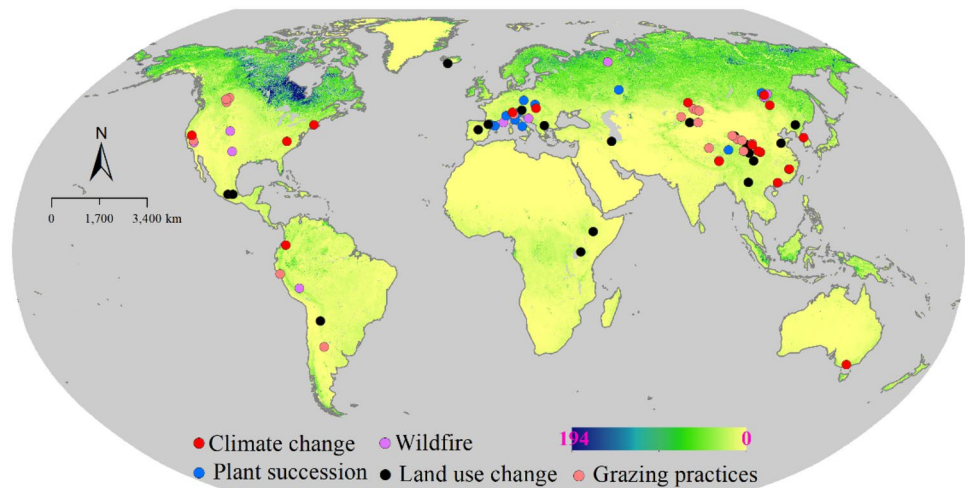 N
0 1,700 3,400 km
194 0
Climate change Wildfire
Plant succession Land use change Grazing practices